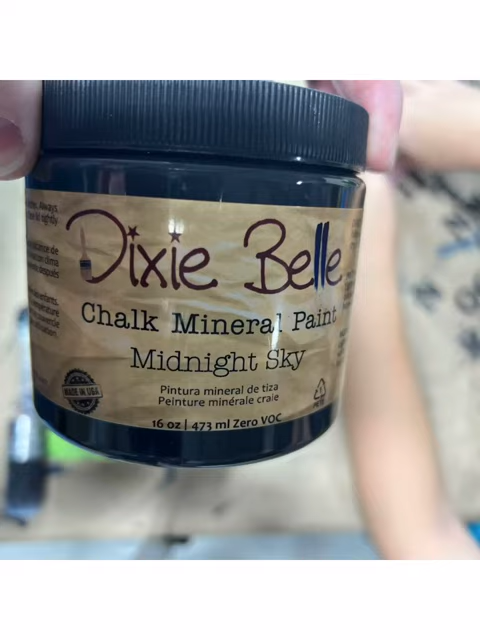 Always
Dixie Belle
Chalk Mineral Paint
Midnight Sky
Pintura mineral de tiza
Peinture minérale craie
MADE IN USA
16 oz | 473 ml Zero VOC